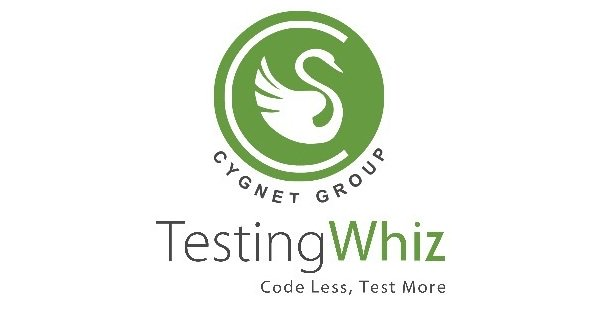 CYGNET GROUP
TestingWhiz
Code Less, Test More